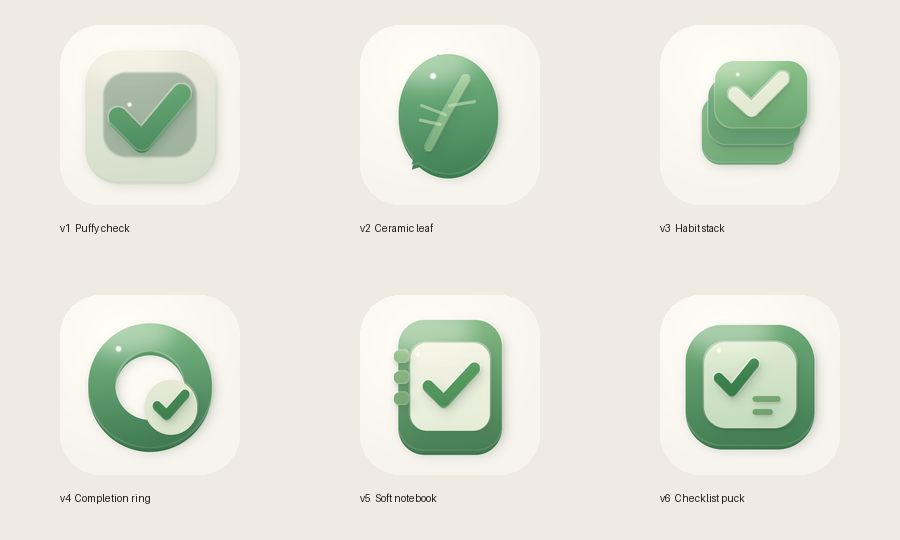 v1 Puffy check
v2 Ceramic leaf
v3 Habit stack
v4 Completion ring
v5 Soft notebook
v6 Checklist puck